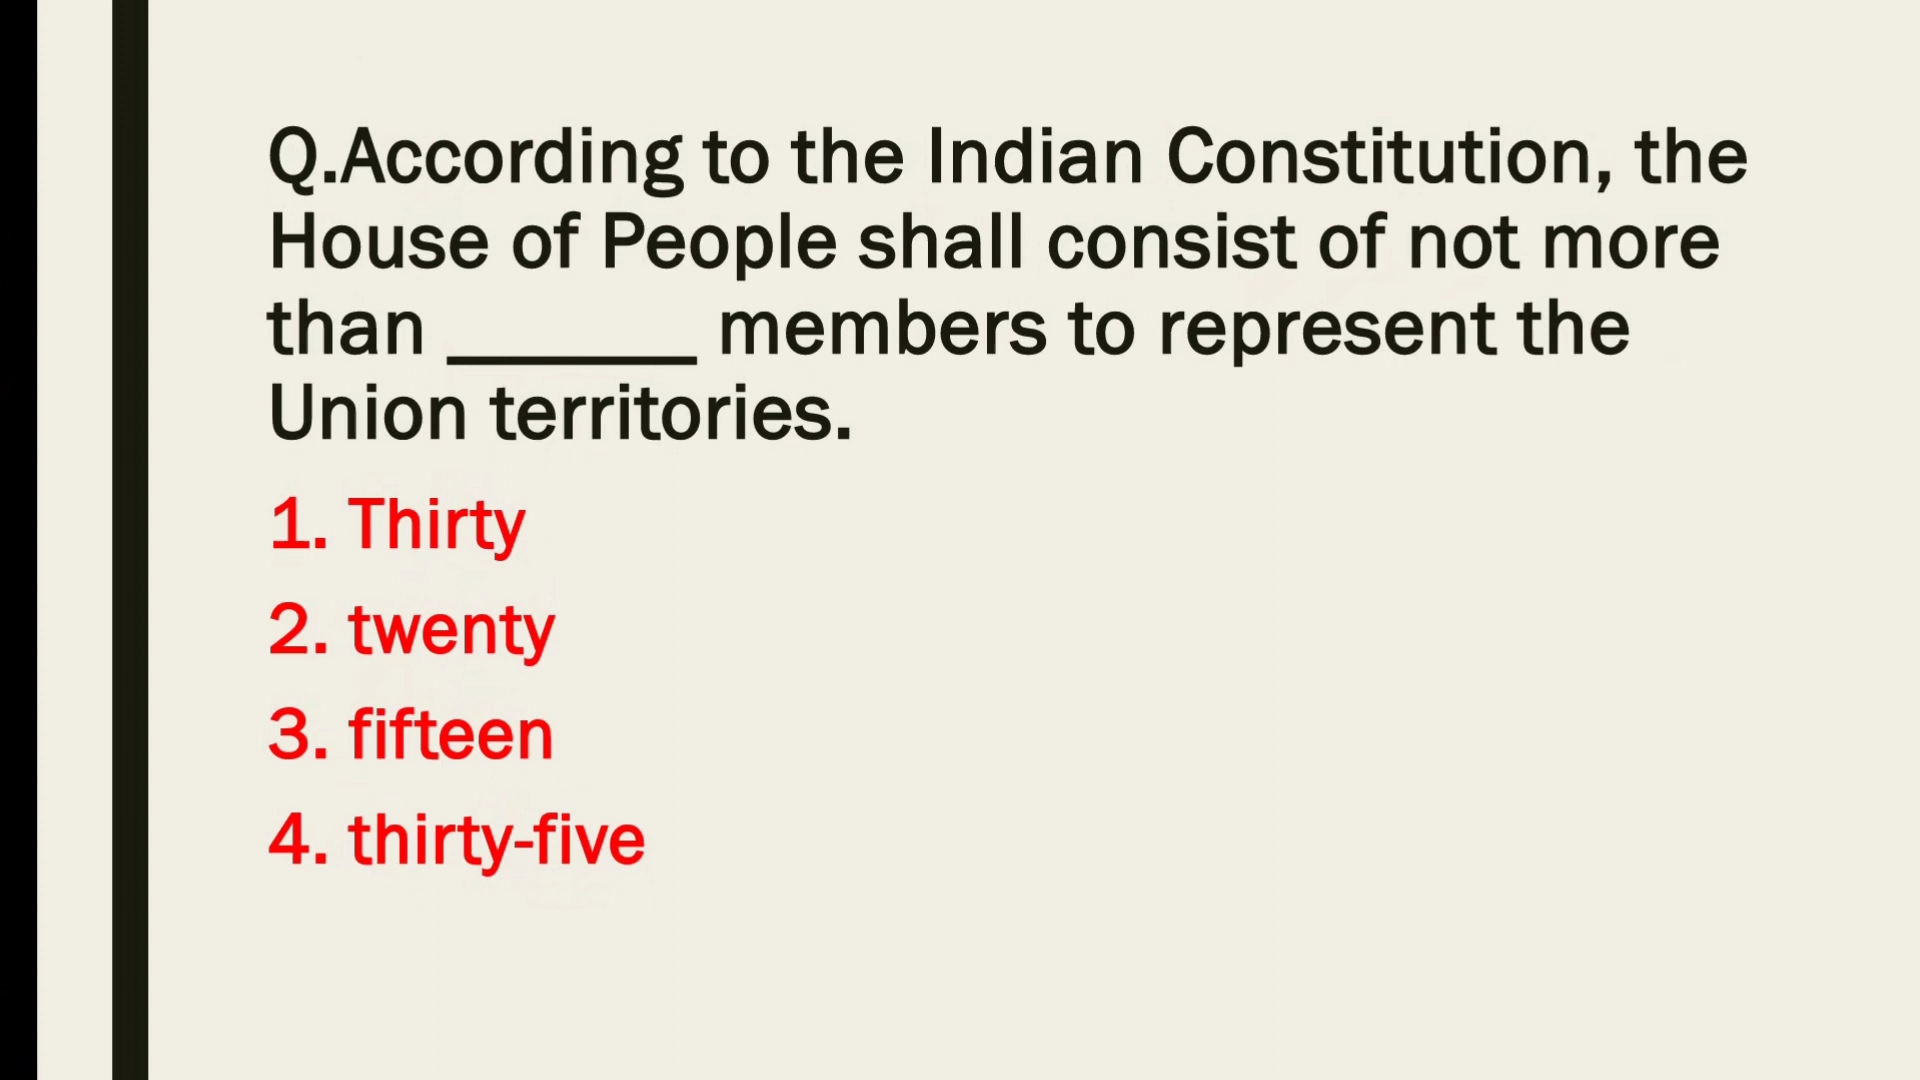 Q.According to the Indian Constitution, the
House of People shall consist of not more
than _______ members to represent the
Union territories.
1. Thirty
2. twenty
3. fifteen
4. thirty-five